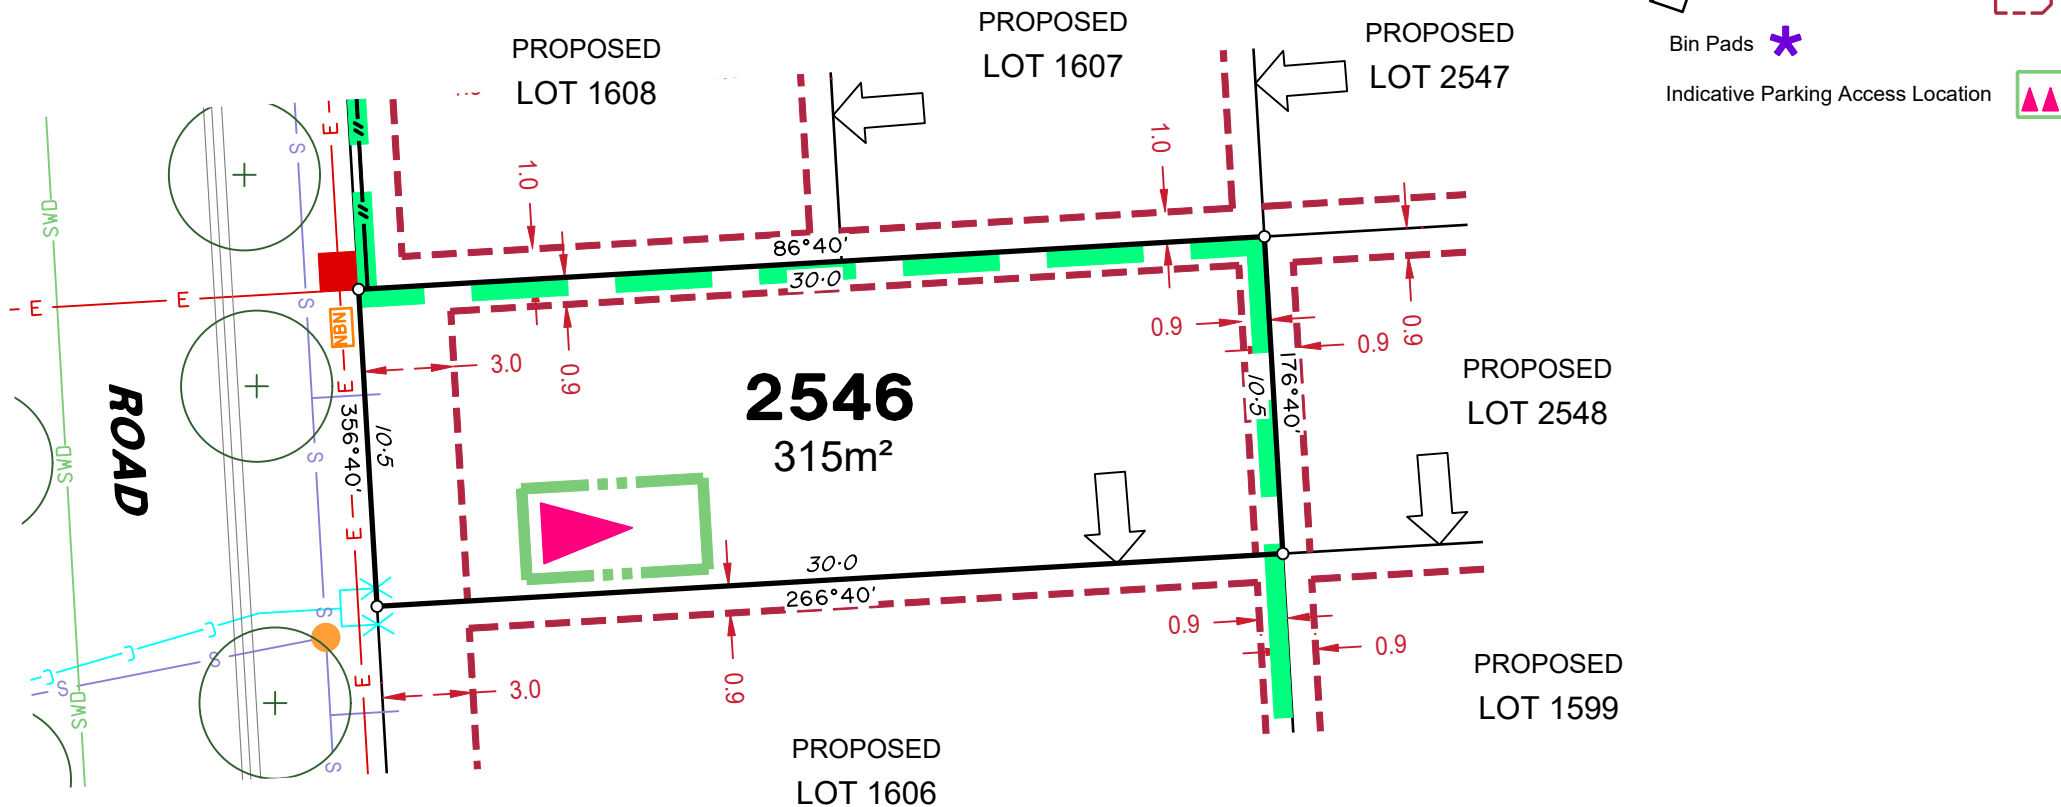 PROPOSED
LOT 1608
PROPOSED
LOT 1607
PROPOSED
LOT 2547
Bin Pads
Indicative Parking Access Location
E
S
S
SWD
1.0
1.0
86°40'
30·0
E
E
S
NBN
3.0
0.9
0.9
0.9
0.9
E
356°40'
10·5
2546
315m²
10·5
176°40'
PROPOSED
LOT 2548
ROAD
SWD
S
S
E
E
30·0
266°40'
S
S
S
SWD
E
S
3.0
0.9
0.9
0.9
PROPOSED
LOT 1599
PROPOSED
LOT 1606